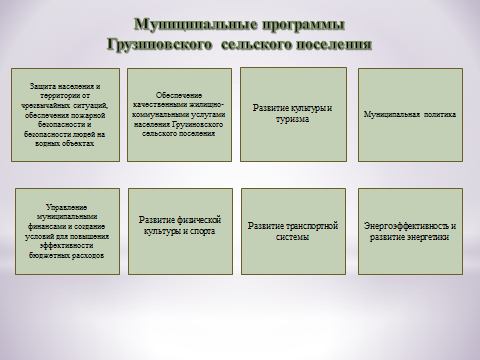 Муниципальные программы
Грузиновского сельского поселения
Защита населения и
территории от
чрезвычайных ситуаций,
обеспечения пожарной
безопасности и
безопасности людей на
водных объектах
Обеспечение
качественными жилищно-
коммунальными услугами
населения Грузиновского
сельского поселения
Развитие культуры и
туризма
Муниципальная политика
Управление
муниципальными
финансами и создание
условий для повышения
эффективности
бюджетных расходов
Развитие физической
культуры и спорта
Развитие транспортной
системы
Энергоэффективность и
развитие энергетики